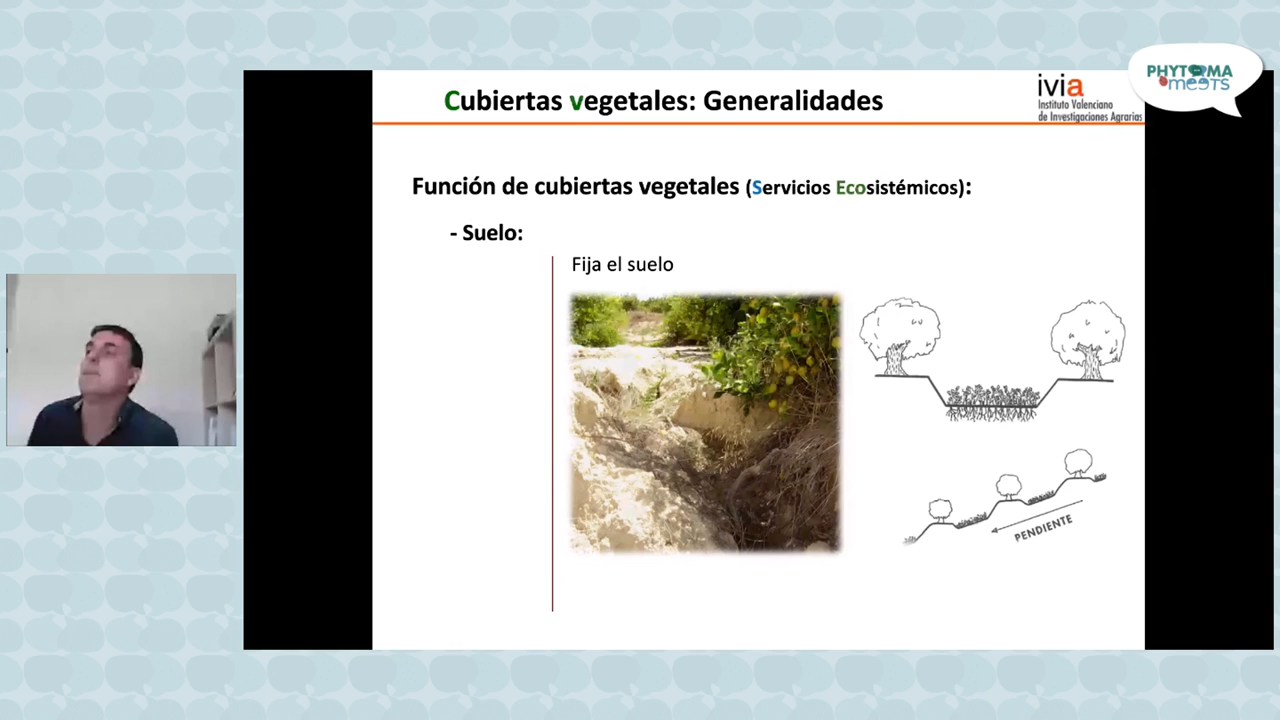 PHYTOMA
meets
Cubiertas vegetales: Generalidades
ivia
Instituto Valenciano
de Investigaciones Agrarias
Función de cubiertas vegetales (Servicios Ecosistémicos):
- Suelo:
Fija el suelo
PENDIENTE